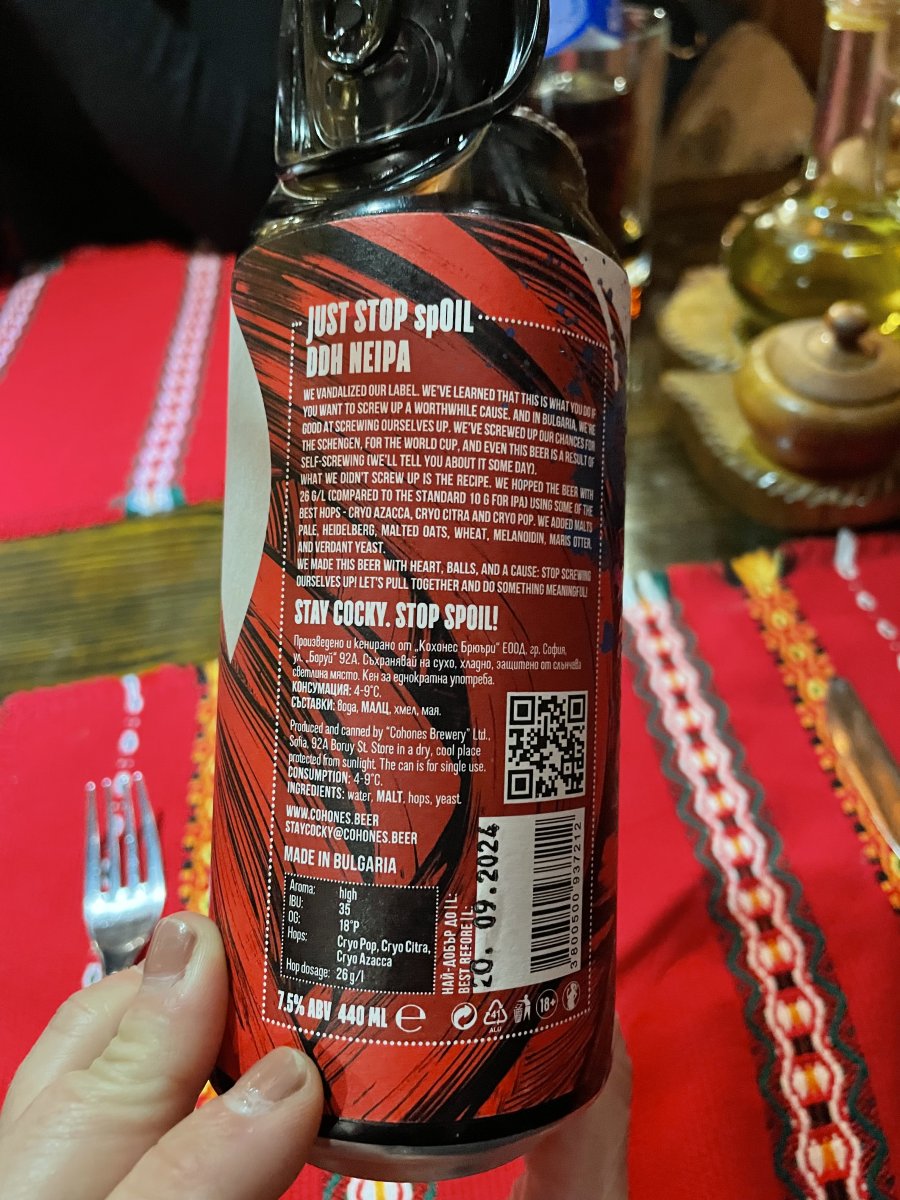 JUST STOP spOIL
DDH NEIPA
WE VANDALIZED OUR LABEL. WE'VE LEARNED THAT THIS IS WHAT YOU DO IF
YOU WANT TO SCREW UP A WORTHWHILE CAUSE. AND IN BULGARIA, WE'RE
GOOD AT SCREWING OURSELVES UP. WE'VE SCREWED UP OUR CHANCES FOR
THE SCHENGEN, FOR THE WORLD CUP, AND EVEN THIS BEER IS A RESULT OF
SELF-SCREWING (WE'LL TELL YOU ABOUT IT SOME DAY).
WHAT WE DIDN'T SCREW UP IS THE RECIPE. WE HOPPED THE BEER WITH
26 G/L (COMPARED TO THE STANDARD 10 G FOR IPA) USING SOME OF THE
BEST HOPS - CRYO AZACCA, CRYO CITRA AND CRYO POP. WE ADDED MALTS
PALE, HEIDELBERG, MALTED OATS, WHEAT, MELANOIDIN, MARIS OTTER,
AND VERDANT YEAST.
WE MADE THIS BEER WITH HEART, BALLS, AND A CAUSE: STOP SCREWING
OURSELVES UP! LET'S PULL TOGETHER AND DO SOMETHING MEANINGFUL!
STAY COCKY. STOP SPOIL!
Произведено и кенирано от „Кохонес Брюъри" ЕООД, гр. София,
ул. „Боруй" 92А. Съхранявай на сухо, хладно, защитено от слънчева
светлина място. Кен за еднократна употреба.
КОНСУМАЦИЯ: 4-9°C.
СЪСТАВКИ: вода, МАЛЦ, хмел, мая.
Produced and canned by "Cohones Brewery" Ltd.,
Sofia, 92A Boruy St. Store in a dry, cool place
protected from sunlight. The can is for single use.
CONSUMPTION: 4-9°C.
INGREDIENTS: water, MALT, hops, yeast.
WWW.COHONES.BEER
STAYCOCKY@COHONES.BEER
MADE IN BULGARIA
Aroma: high
IBU: 35
OG: 18°P
Hops: Cryo Pop, Cryo Citra,
Cryo Azacca
Hop dosage: 26 g/l
НАЙ-ДОБЪР ДО | L:
BEST BEFORE | L:
20. 09.2024
3800500 937212
7.5% ABV 440 ML ℮
41
ALU
18+